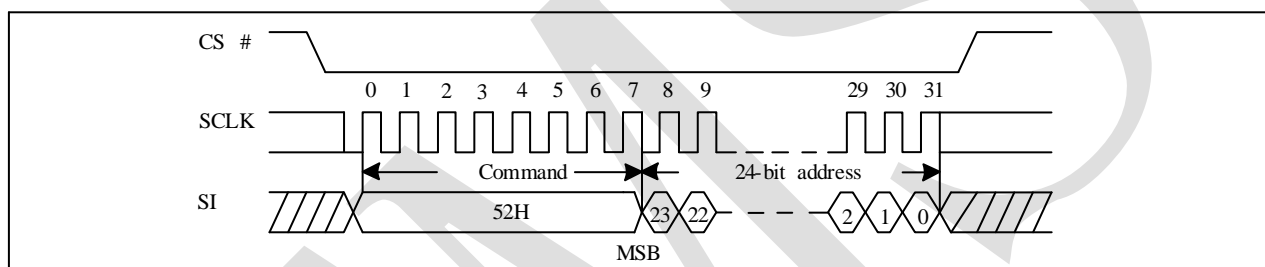 CS #
0 1 2 3 4 5 6 7 8 9 29 30 31
SCLK
Command 24-bit address
SI 52H 23 22 2 1 0
MSB